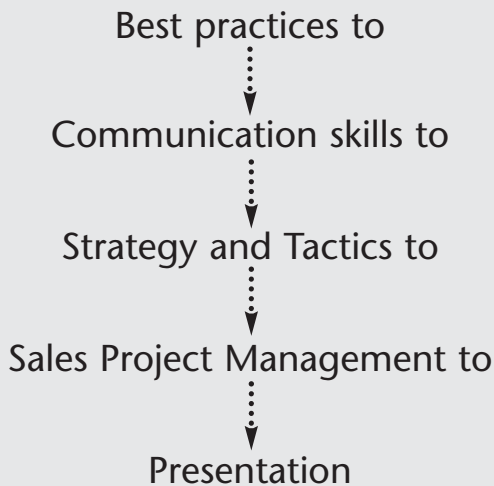 Best practices to
Communication skills to
Strategy and Tactics to
Sales Project Management to
Presentation